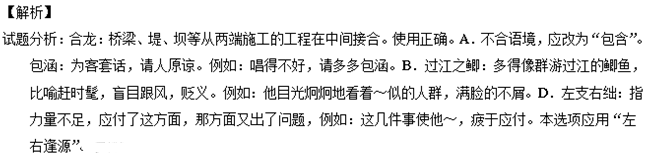 【解析】
试题分析：合龙：桥梁、堤、坝等从两端施工的工程在中间接合。使用正确。A．不合语境，应改为“包含”。
包涵：为客套话，请人原谅。例如：唱得不好，请多多包涵。B．过江之鲫：多得像群游过江的鲫鱼，
比喻赶时髦，盲目跟风，贬义。例如：他目光炯炯地看着～似的人群，满脸的不屑。D．左支右绌：指
力量不足，应付了这方面，那方面又出了问题，例如：这几件事使他～，疲于应付。本选项应用“左
右逢源”、